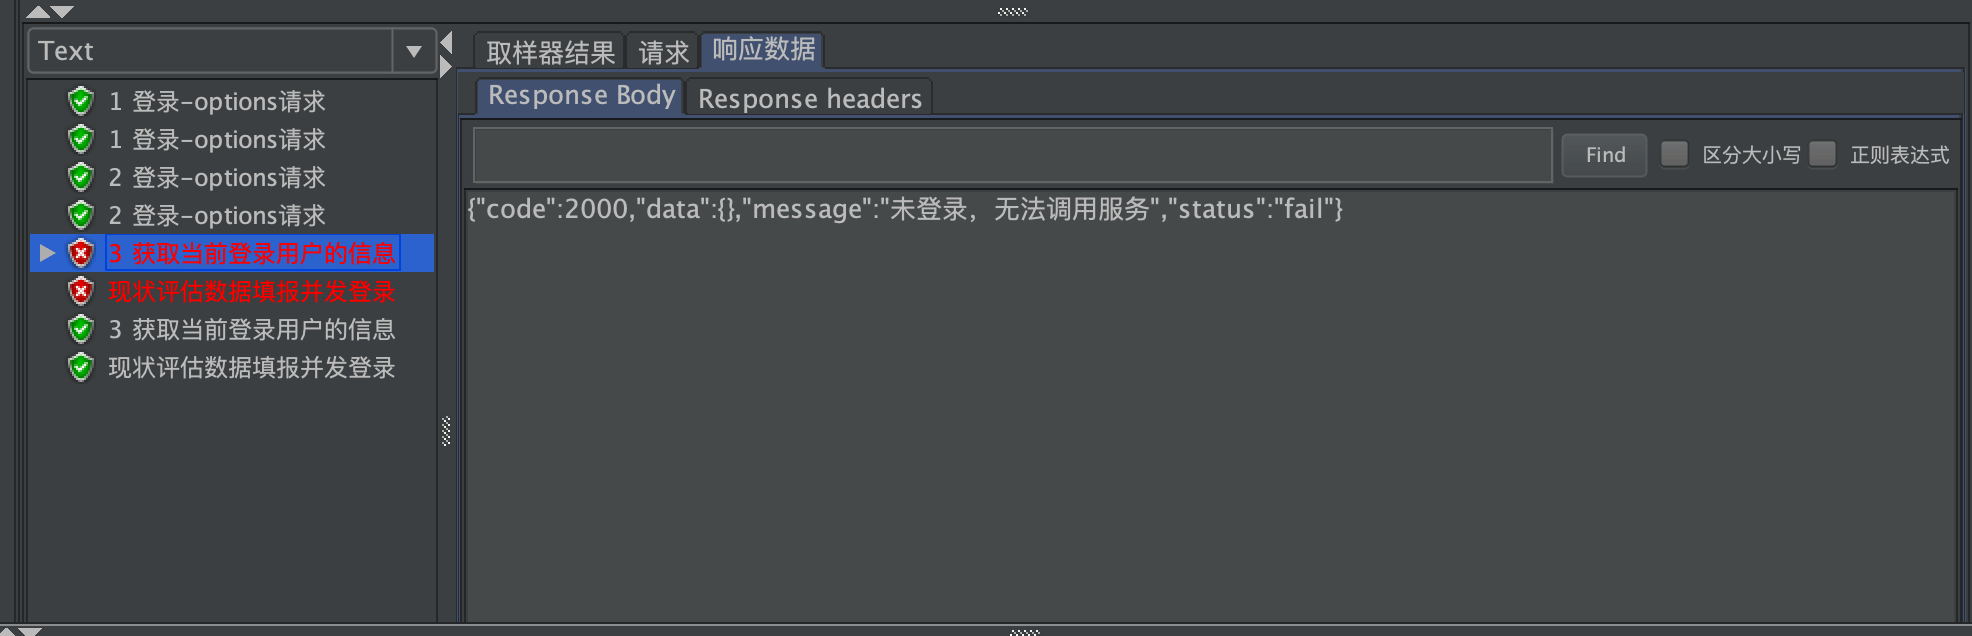 Text
1 登录-options请求
1 登录-options请求
2 登录-options请求
2 登录-options请求
3 获取当前登录用户的信息
现状评估数据填报并发登录
3 获取当前登录用户的信息
现状评估数据填报并发登录
取样器结果 请求 响应数据
Response Body Response headers
Find 区分大小写 正则表达式
{"code":2000,"data":{},"message":"未登录，无法调用服务","status":"fail"}